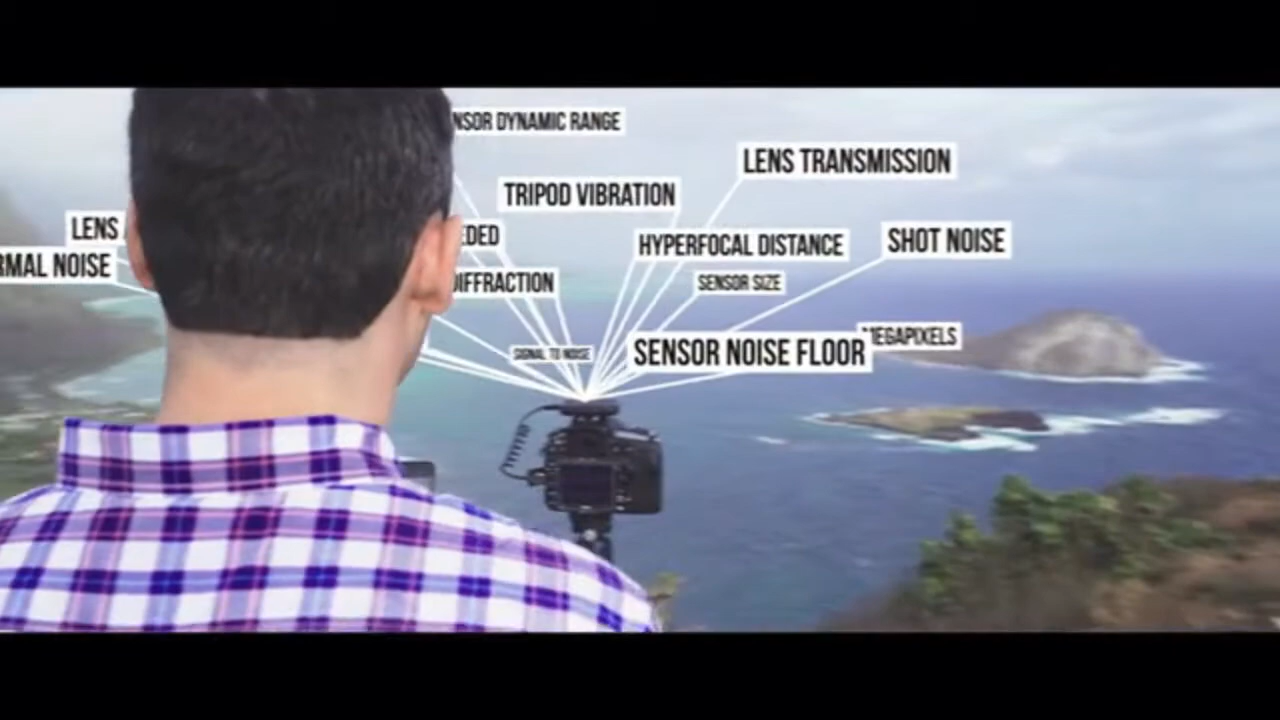 NSOR DYNAMIC RANGE
LENS TRANSMISSION
TRIPOD VIBRATION
LENS
EDED
HYPERFOCAL DISTANCE
SHOT NOISE
RMAL NOISE
DIFFRACTION
SENSOR SIZE
SIGNAL TO NOISE
SENSOR NOISE FLOOR
MEGAPIXELS